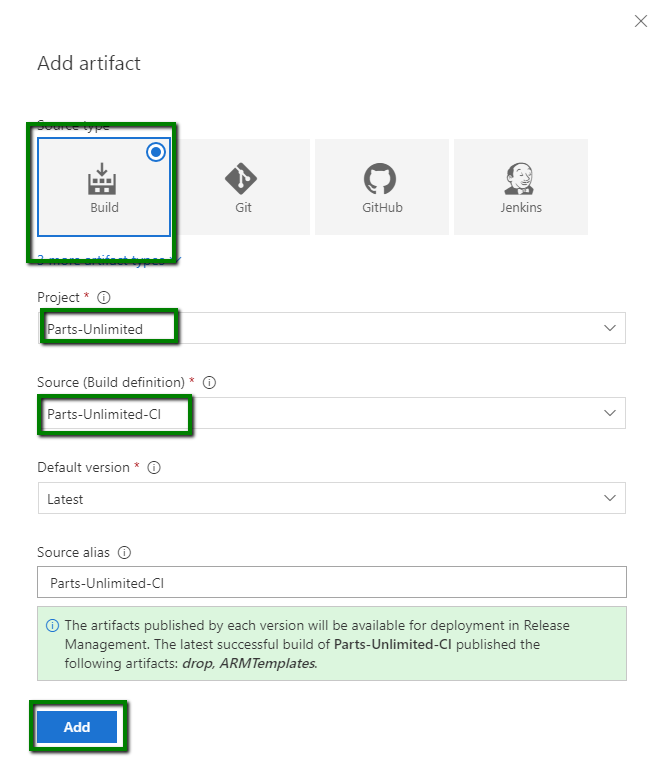 Add artifact
Source type
Build
Git
GitHub
Jenkins
3 more artifact types
Project *
Parts-Unlimited
Source (Build definition) *
Parts-Unlimited-CI
Default version *
Latest
Source alias
Parts-Unlimited-CI
The artifacts published by each version will be available for deployment in Release
Management. The latest successful build of Parts-Unlimited-CI published the
following artifacts: drop, ARMTemplates.
Add